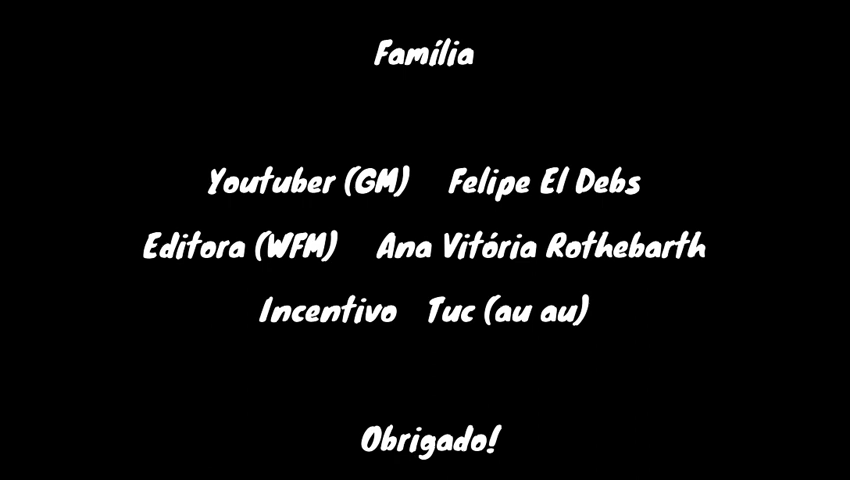 Família
Youtuber (GM) Felipe El Debs
Editora (WFM) Ana Vitória Rothebarth
Incentivo Tuc (au au)
Obrigado!